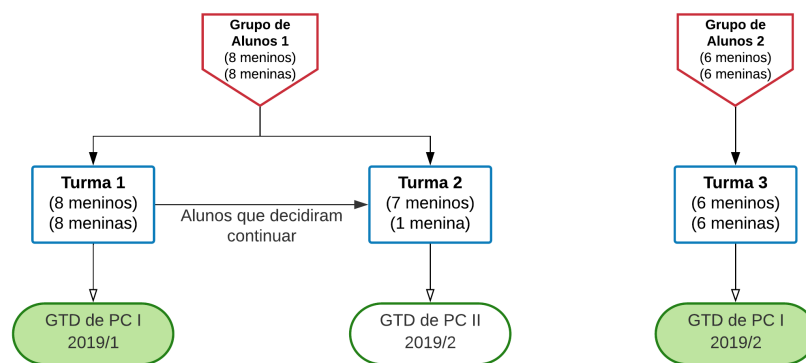 Grupo de
Alunos 1
(8 meninos)
(8 meninas)
Grupo de
Alunos 2
(6 meninos)
(6 meninas)
Turma 1
(8 meninos)
(8 meninas)
Alunos que decidiram
continuar
Turma 2
(7 meninos)
(1 menina)
Turma 3
(6 meninos)
(6 meninas)
GTD de PC I
2019/1
GTD de PC II
2019/2
GTD de PC I
2019/2